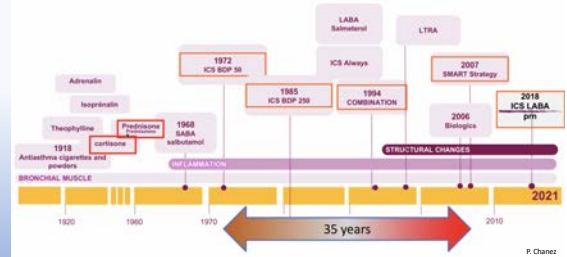 LABA
Salmeterol
LTRA
1972
ICS BDP 50
ICS Always
2007
SMART Strategy
Adrenalin
1985
ICS BDP 250
1994
COMBINATION
2018
ICS LABA
prn
Isoprénalin
Theophylline
Prednisone
1968
SABA
salbutamol
2006
Biologics
cortisone
1918
Antiasthma cigarettes and
powders
STRUCTURAL CHANGES
INFLAMMATION
BRONCHIAL MUSCLE
2021
1920
1960
1970
35 years
2010
P. Chanez